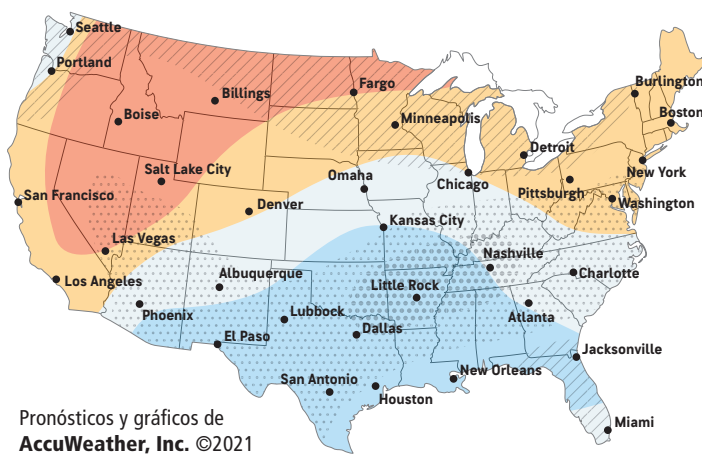 Seattle
Portland
Billings
Fargo
Burlington
Boise
Minneapolis
Boston
Detroit
Salt Lake City
Omaha
Chicago
New York
Pittsburgh
San Francisco
Denver
Washington
Kansas City
Las Vegas
Nashville
Los Angeles
Albuquerque
Charlotte
Little Rock
Phoenix
Lubbock
Atlanta
El Paso
Dallas
Jacksonville
San Antonio
New Orleans
Houston
Miami
Pronósticos y gráficos de
AccuWeather, Inc. ©2021